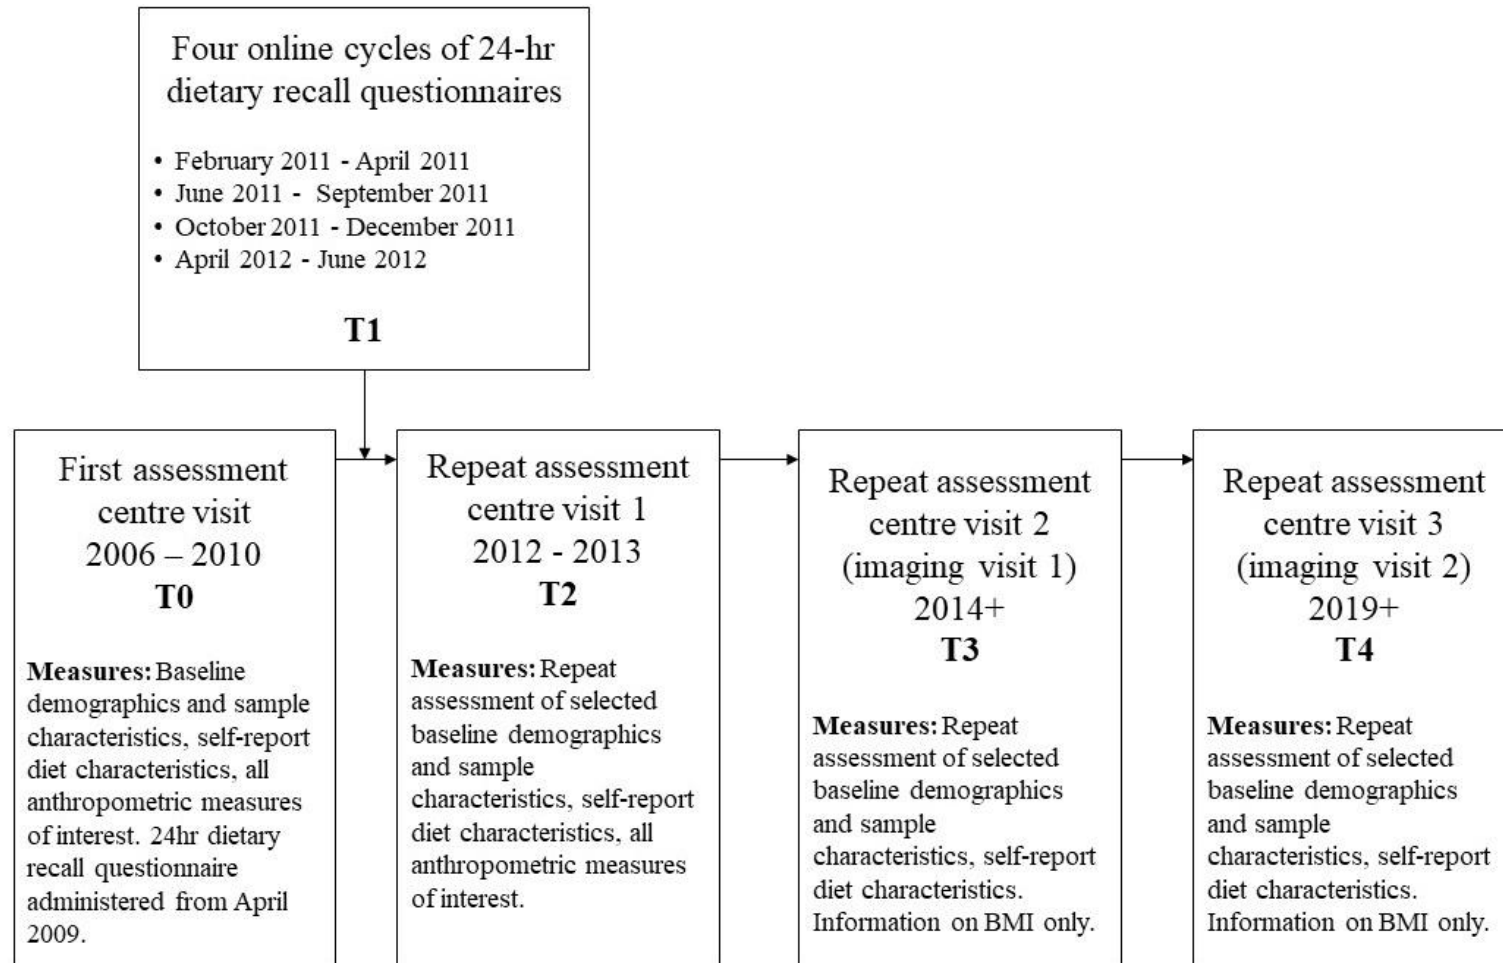 Four online cycles of 24-hr
dietary recall questionnaires
• February 2011 - April 2011
• June 2011 - September 2011
• October 2011 - December 2011
• April 2012 - June 2012
T1
First assessment
centre visit
2006 – 2010
T0
Measures: Baseline
demographics and sample
characteristics, self-report
diet characteristics, all
anthropometric measures
of interest. 24hr dietary
recall questionnaire
administered from April
2009.
Repeat assessment
centre visit 1
2012 - 2013
T2
Measures: Repeat
assessment of selected
baseline demographics
and sample
characteristics, self-report
diet characteristics, all
anthropometric measures
of interest.
Repeat assessment
centre visit 2
(imaging visit 1)
2014+
T3
Measures: Repeat
assessment of selected
baseline demographics
and sample
characteristics, self-report
diet characteristics.
Information on BMI only.
Repeat assessment
centre visit 3
(imaging visit 2)
2019+
T4
Measures: Repeat
assessment of selected
baseline demographics
and sample
characteristics, self-report
diet characteristics.
Information on BMI only.